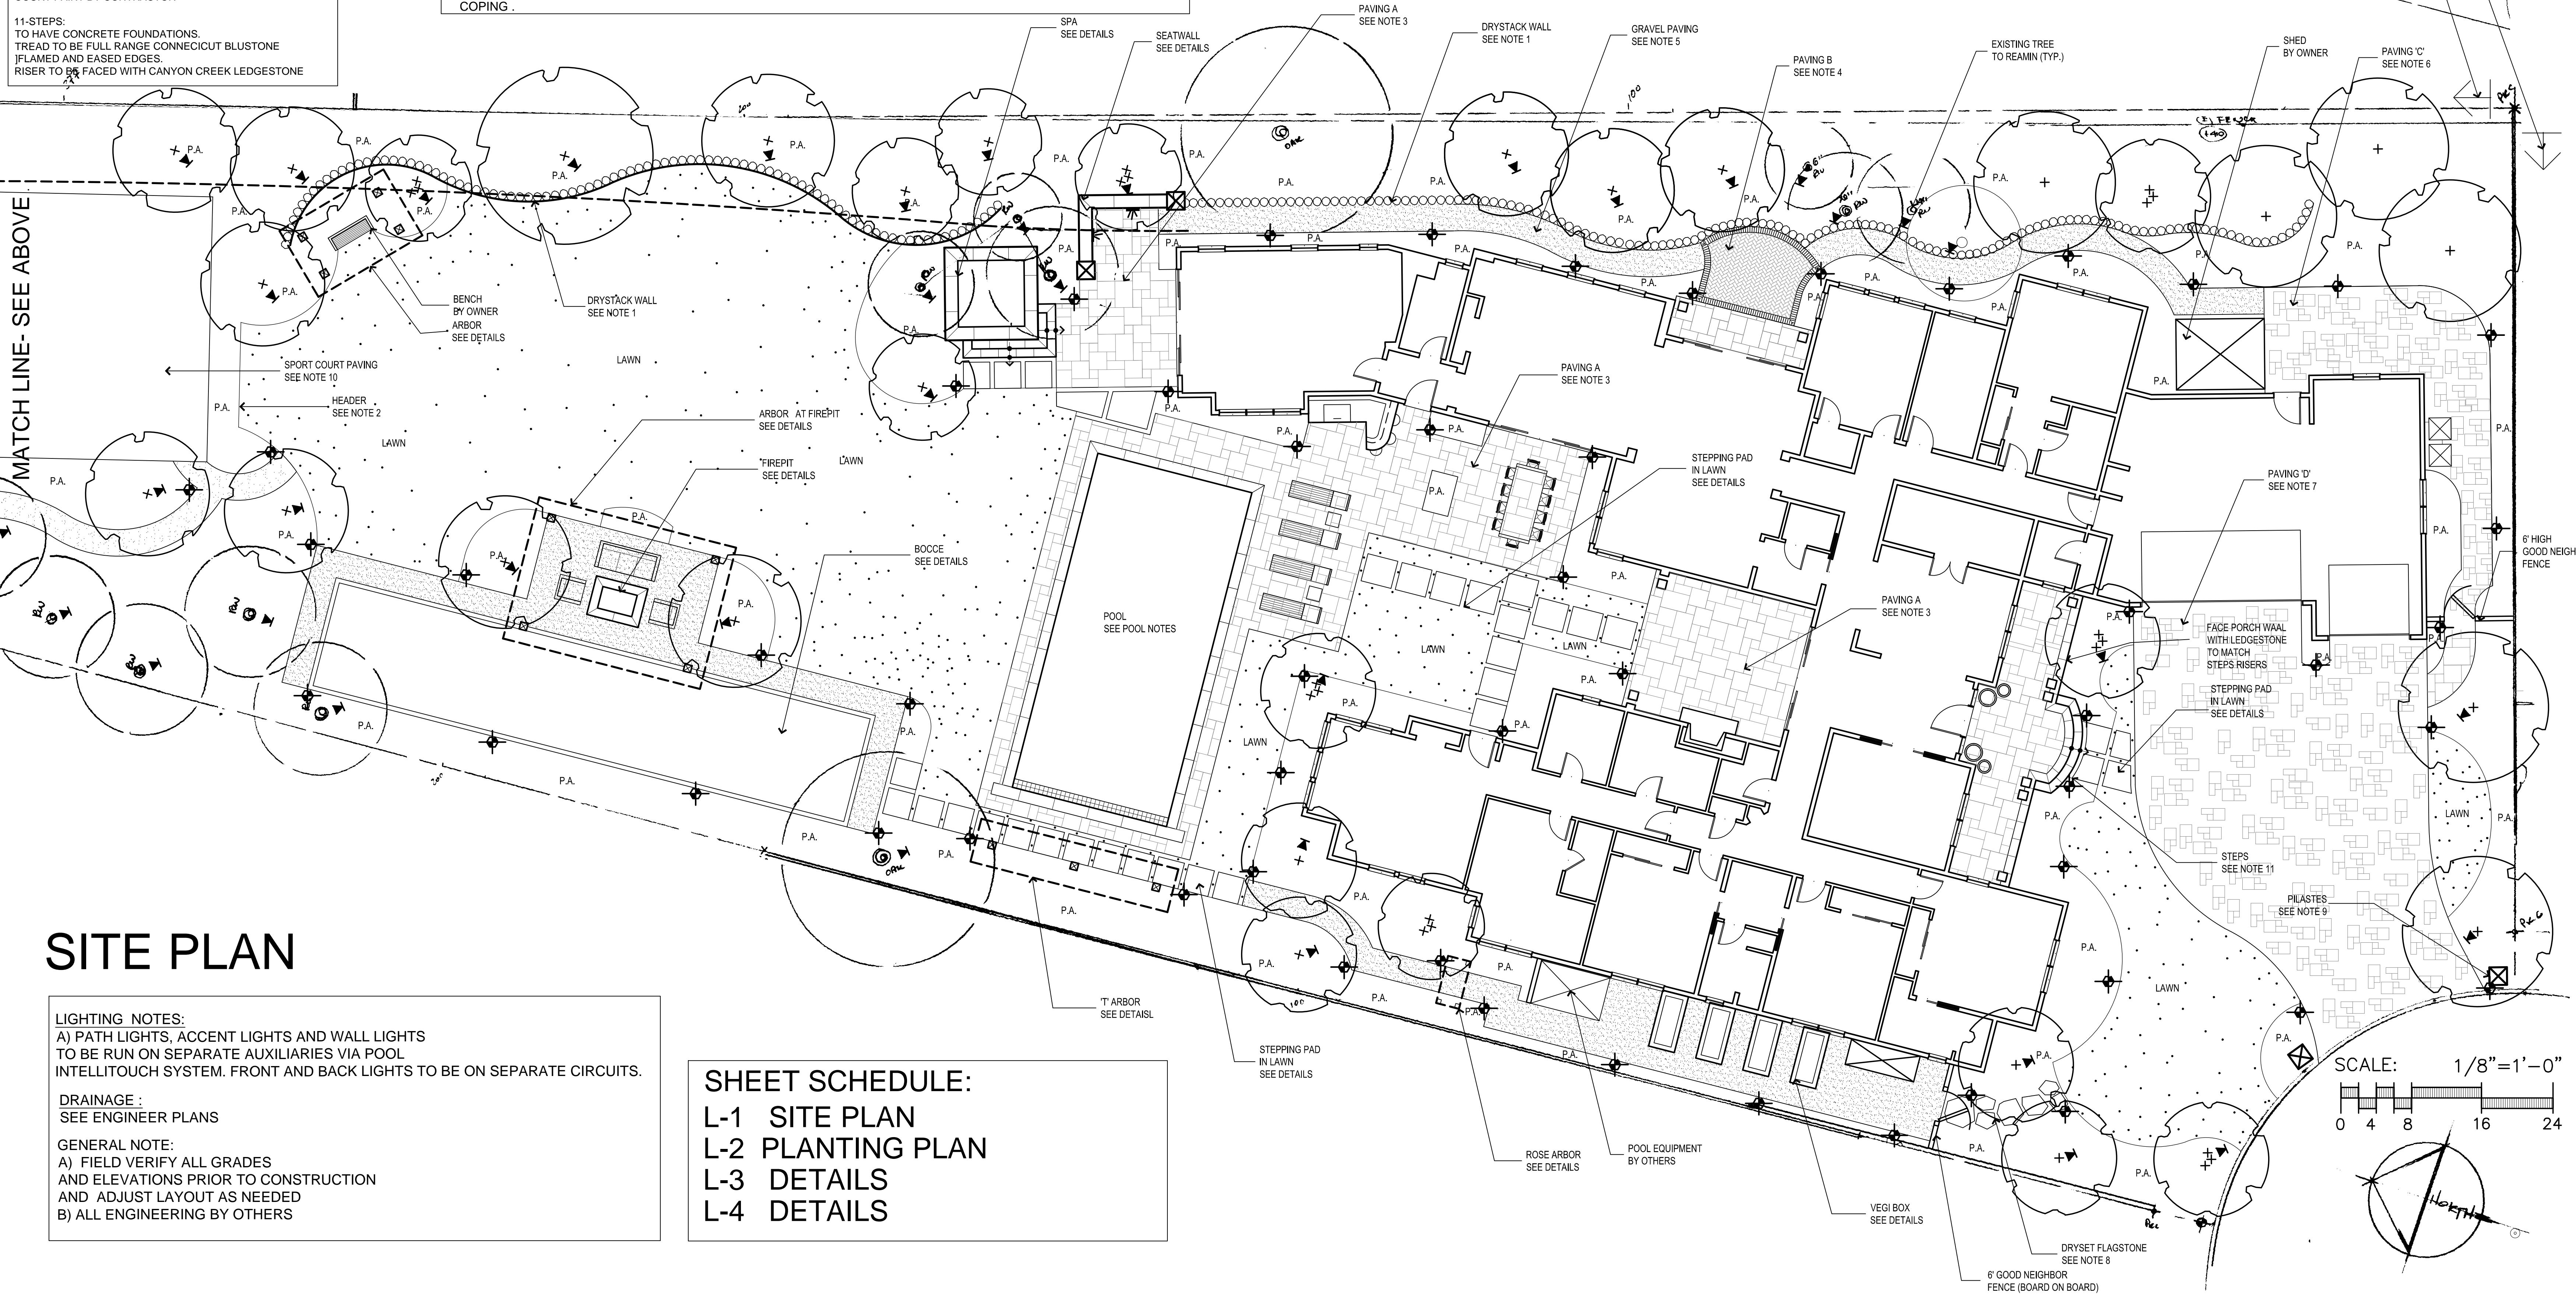 COPING .
11-STEPS:
TO HAVE CONCRETE FOUNDATIONS.
TREAD TO BE FULL RANGE CONNECICUT BLUSTONE
]FLAMED AND EASED EDGES.
RISER TO BE FACED WITH CANYON CREEK LEDGESTONE
SPA
SEE DETAILS
SEATWALL
SEE DETAILS
PAVING A
SEE NOTE 3
DRYSTACK WALL
SEE NOTE 1
GRAVEL PAVING
SEE NOTE 5
PAVING B
SEE NOTE 4
EXISTING TREE
TO REAMIN (TYP.)
SHED
BY OWNER
PAVING 'C'
SEE NOTE 6
MATCH LINE- SEE ABOVE
100
100
OAK
P.A.
P.A.
P.A.
P.A.
P.A.
P.A.
P.A.
BENCH
BY OWNER
ARBOR
SEE DETAILS
DRYSTACK WALL
SEE NOTE 1
LAWN
SPORT COURT PAVING
SEE NOTE 10
HEADER
SEE NOTE 2
P.A.
LAWN
LAWN
ARBOR  AT FIREPIT
SEE DETAILS
FIREPIT
SEE DETAILS
BOCCE
SEE DETAILS
POOL
SEE POOL NOTES
PAVING A
SEE NOTE 3
STEPPING PAD
IN LAWN
SEE DETAILS
PAVING 'D'
SEE NOTE 7
6' HIGH
GOOD NEIGH
FENCE
PAVING A
SEE NOTE 3
FACE PORCH WAAL
WITH LEDGESTONE
TO MATCH
STEPS RISERS
STEPPING PAD
IN LAWN
SEE DETAILS
LAWN
LAWN
LAWN
LAWN
STEPS
SEE NOTE 11
PILASTES
SEE NOTE 9
LAWN
OAK
'T' ARBOR
SEE DETAISL
STEPPING PAD
IN LAWN
SEE DETAILS
ROSE ARBOR
SEE DETAILS
POOL EQUIPMENT
BY OTHERS
VEGI BOX
SEE DETAILS
DRYSET FLAGSTONE
SEE NOTE 8
6' GOOD NEIGHBOR
FENCE (BOARD ON BOARD)
SITE PLAN
LIGHTING  NOTES:
A) PATH LIGHTS, ACCENT LIGHTS AND WALL LIGHTS
TO BE RUN ON SEPARATE AUXILIARIES VIA POOL
INTELLITOUCH SYSTEM. FRONT AND BACK LIGHTS TO BE ON SEPARATE CIRCUITS.
DRAINAGE :
SEE ENGINEER PLANS
GENERAL NOTE:
A)  FIELD VERIFY ALL GRADES
AND ELEVATIONS PRIOR TO CONSTRUCTION
AND  ADJUST LAYOUT AS NEEDED
B) ALL ENGINEERING BY OTHERS
SHEET SCHEDULE:
L-1   SITE PLAN
L-2  PLANTING PLAN
L-3   DETAILS
L-4   DETAILS
SCALE: 1/8"=1'-0"
0 4 8 16 24
NORTH